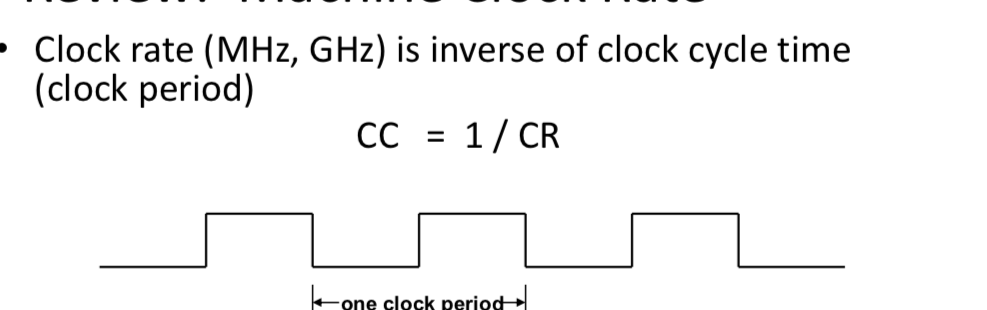 • Clock rate (MHz, GHz) is inverse of clock cycle time
(clock period)
CC = 1 / CR
one clock period